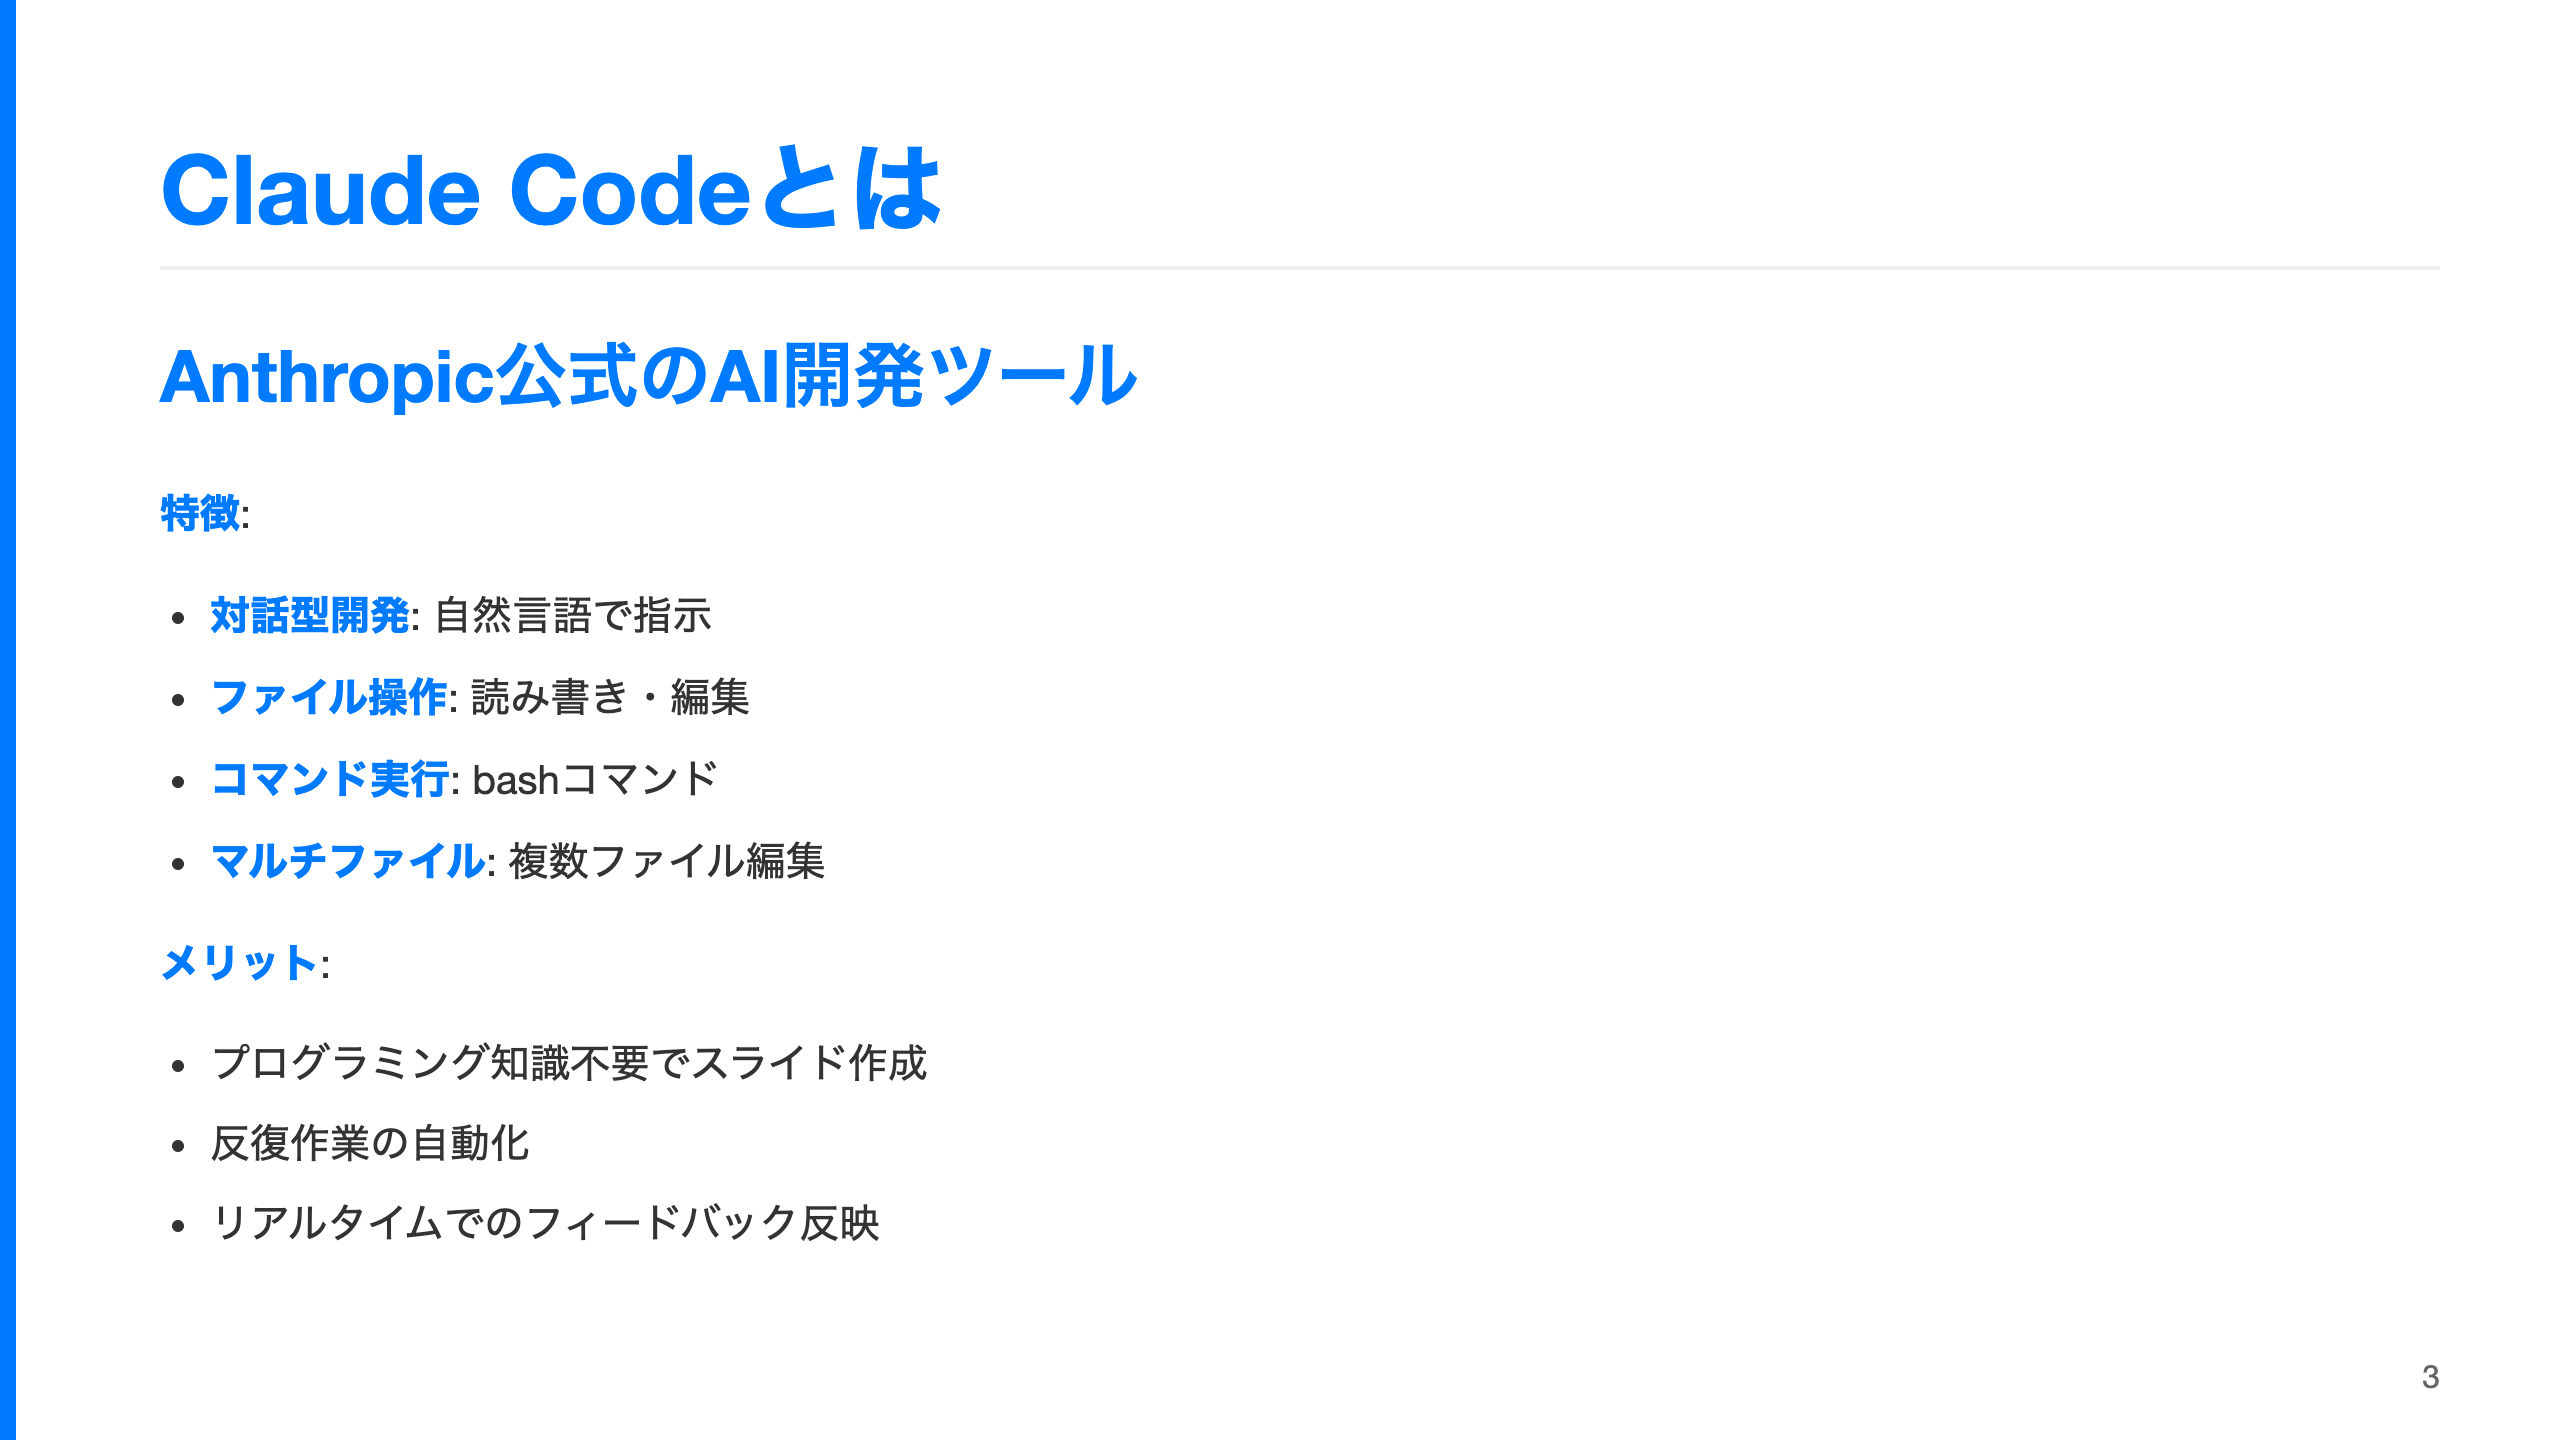 Claude Codeとは
Anthropic公式のAI開発ツール
特徴:
• 対話型開発: 自然言語で指示
• ファイル操作: 読み書き・編集
• コマンド実行: bashコマンド
• マルチファイル: 複数ファイル編集
メリット:
• プログラミング知識不要でスライド作成
• 反復作業の自動化
• リアルタイムでのフィードバック反映
3